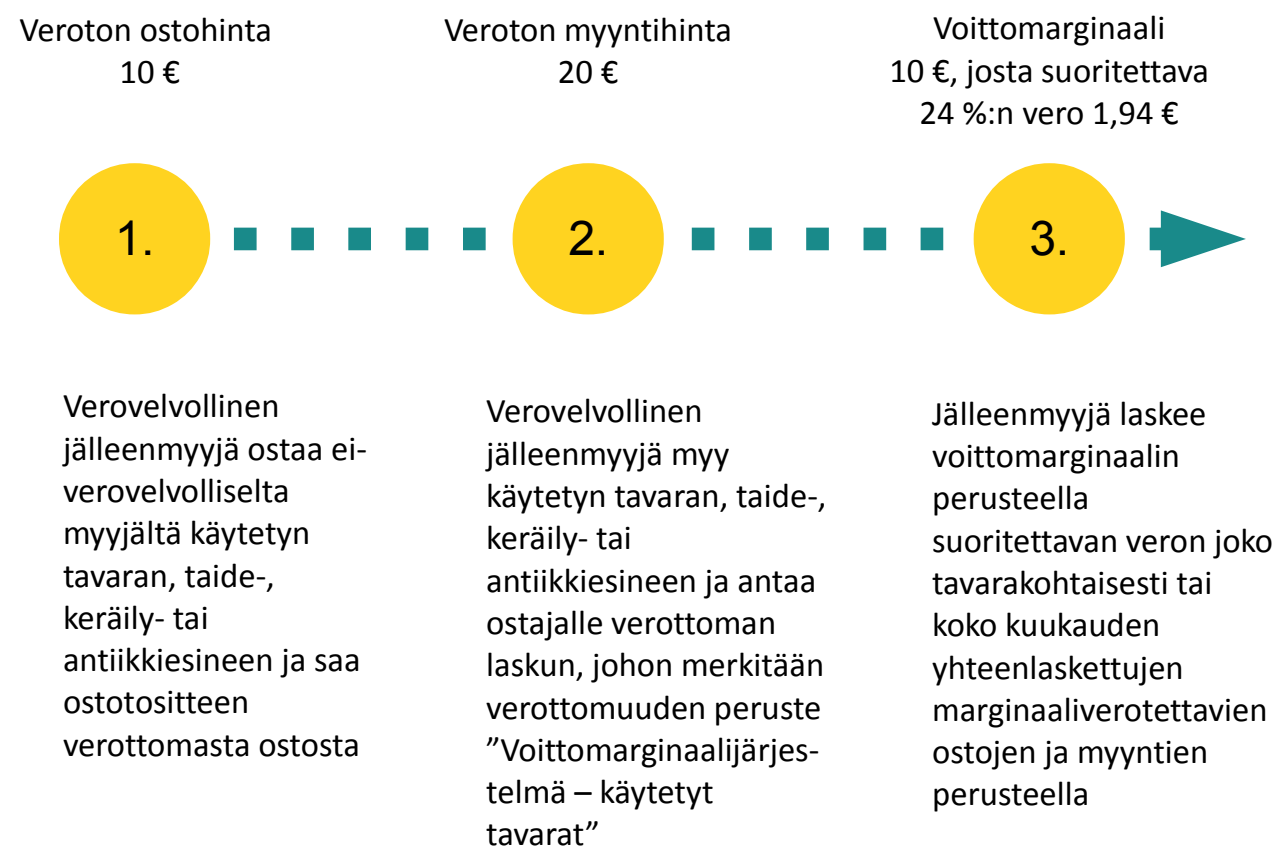 Veroton ostohinta
10 €
Veroton myyntihinta
20 €
Voittomarginaali
10 €, josta suoritettava
24 %:n vero 1,94 €
1.
2.
3.
Verovelvollinen
jälleenmyyjä ostaa ei-
verovelvolliselta
myyjältä käytetyn
tavaran, taide-,
keräily- tai
antiikkiesineen ja saa
ostotositteen
verottomasta ostosta
Verovelvollinen
jälleenmyyjä myy
käytetyn tavaran, taide-,
keräily- tai
antiikkiesineen ja antaa
ostajalle verottoman
laskun, johon merkitään
verottomuuden peruste
”Voittomarginaalijärjes-
telmä – käytetyt
tavarat”
Jälleenmyyjä laskee
voittomarginaalin
perusteella
suoritettavan veron joko
tavarakohtaisesti tai
koko kuukauden
yhteenlaskettujen
marginaaliverotettavien
ostojen ja myyntien
perusteella